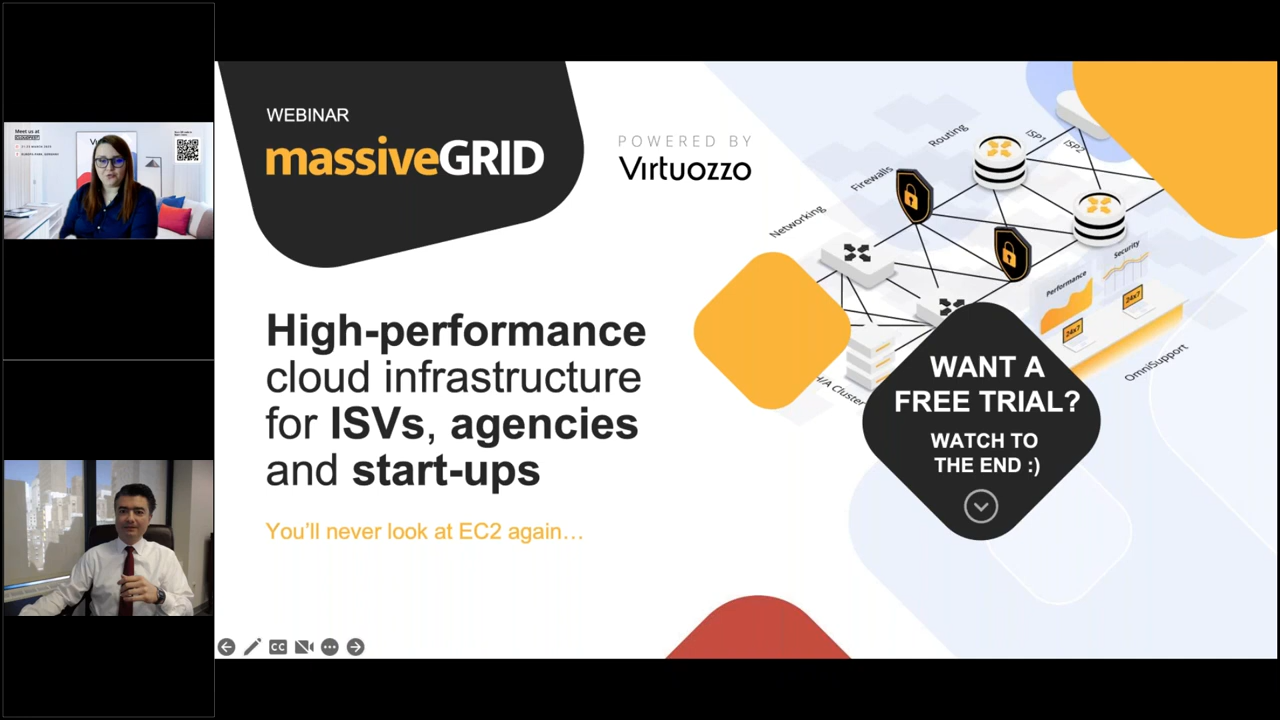 Meet us at
WEBINAR
massiveGRID
POWERED BY
Virtuozzo
High-performance
cloud infrastructure
for ISVs, agencies
and start-ups
You'll never look at EC2 again...
Routing
ISP1
ISP2
Firewalls
Networking
Security
Performance
24x7
24x7
H/A Cluster
OmniSupport
WANT A
FREE TRIAL?
WATCH TO
THE END :)
CC